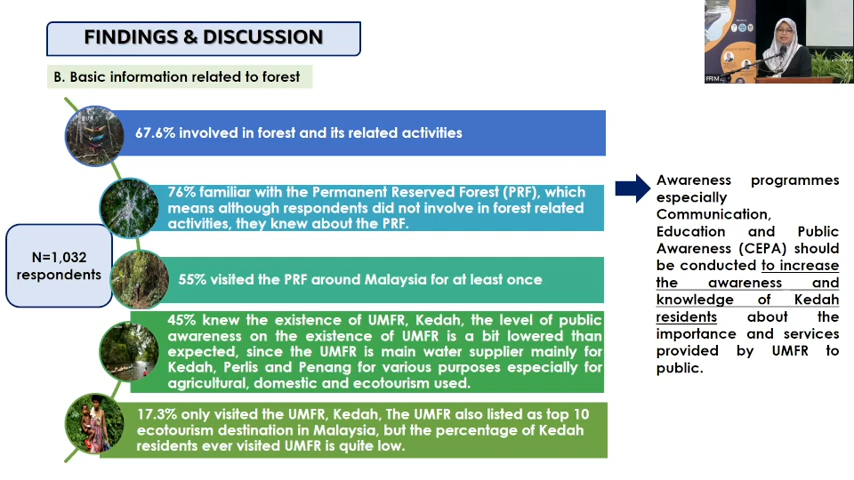 FINDINGS & DISCUSSION
B. Basic information related to forest
67.6% involved in forest and its related activities
76% familiar with the Permanent Reserved Forest (PRF), which
means although respondents did not involve in forest related
activities, they knew about the PRF.
N=1,032
respondents
55% visited the PRF around Malaysia for at least once
45% knew the existence of UMFR, Kedah, the level of public
awareness on the existence of UMFR is a bit lowered than
expected, since the UMFR is main water supplier mainly for
Kedah, Perlis and Penang for various purposes especially for
agricultural, domestic and ecotourism used.
17.3% only visited the UMFR, Kedah, The UMFR also listed as top 10
ecotourism destination in Malaysia, but the percentage of Kedah
residents ever visited UMFR is quite low.
Awareness programmes
especially
Communication,
Education and Public
Awareness (CEPA) should
be conducted to increase
the awareness and
knowledge of Kedah
residents about the
importance and services
provided by UMFR to
public.